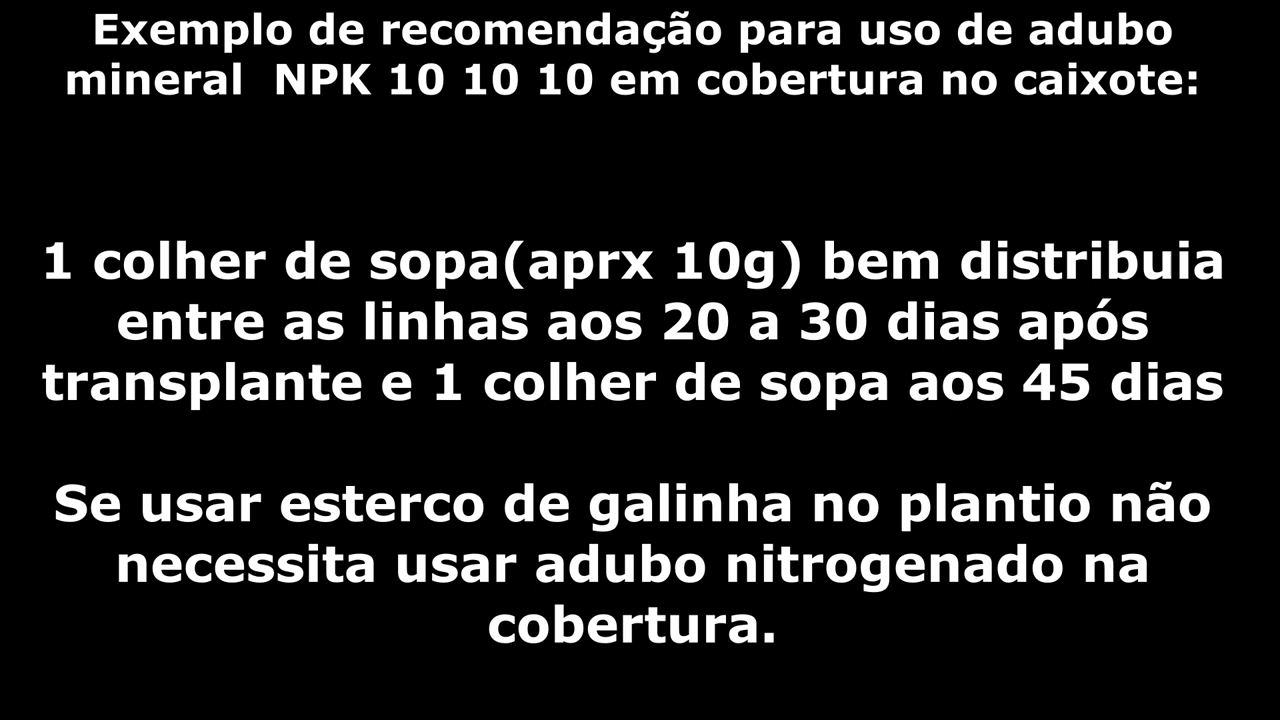 Exemplo de recomendação para uso de adubo
mineral  NPK 10 10 10 em cobertura no caixote:
1 colher de sopa(aprx 10g) bem distribuia
entre as linhas aos 20 a 30 dias após
transplante e 1 colher de sopa aos 45 dias
Se usar esterco de galinha no plantio não
necessita usar adubo nitrogenado na
cobertura.